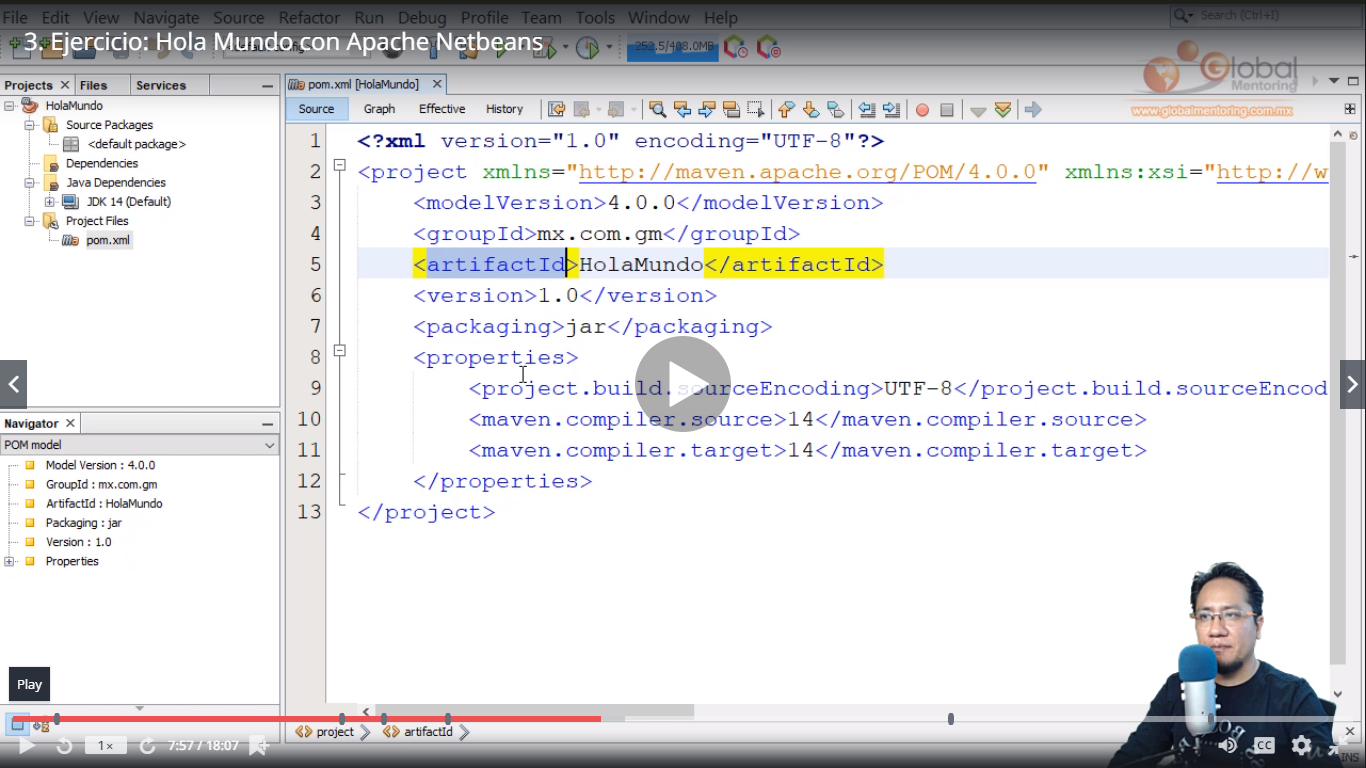 File Edit View Navigate Source Refactor Run Debug Profile Team Tools Window Help
Search (Ctrl+I)
3. Ejercicio: Hola Mundo con Apache Netbeans
252.5/408.0MB
Global
Mentoring
www.globalmentoring.com.mx
Projects Files Services
HolaMundo
Source Packages
<default package>
Dependencies
Java Dependencies
JDK 14 (Default)
Project Files
pom.xml
pom.xml [HolaMundo]
Source Graph Effective History
1 <?xml version="1.0" encoding="UTF-8"?>
2 <project xmlns="http://maven.apache.org/POM/4.0.0" xmlns:xsi="http://w
3 <modelVersion>4.0.0</modelVersion>
4 <groupId>mx.com.gm</groupId>
5 <artifactId>HolaMundo</artifactId>
6 <version>1.0</version>
7 <packaging>jar</packaging>
8 <properties>
9 <project.build.sourceEncoding>UTF-8</project.build.sourceEncod
10 <maven.compiler.source>14</maven.compiler.source>
11 <maven.compiler.target>14</maven.compiler.target>
12 </properties>
13 </project>
Navigator
POM model
Model Version : 4.0.0
GroupId : mx.com.gm
ArtifactId : HolaMundo
Packaging : jar
Version : 1.0
Properties
Play
project artifactId
1x
7:57 / 18:07
CC
INS